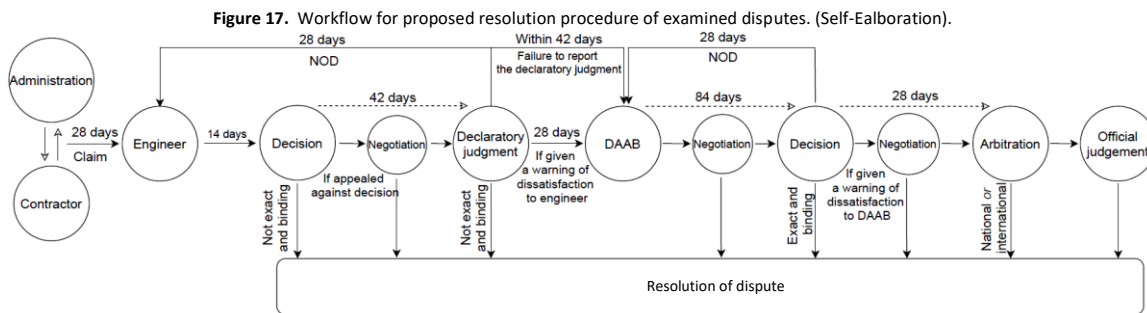 Figure 17. Workflow for proposed resolution procedure of examined disputes. (Self-Ealboration).
28 days
NOD
Within 42 days
Failure to report
the declaratory judgment
28 days
NOD
Administration
Contractor
28 days
Claim
Engineer
14 days
Decision
42 days
Negotiation
If appealed
against decision
Declaratory
judgment
28 days
If given
a warning of
dissatisfaction
to engineer
DAAB
84 days
Negotiation
Decision
28 days
Negotiation
If given
a warning of
dissatisfaction
to DAAB
Arbitration
Official
judgement
Not exact
and binding
Not exact
and binding
Exact and
binding
National or
international
Resolution of dispute